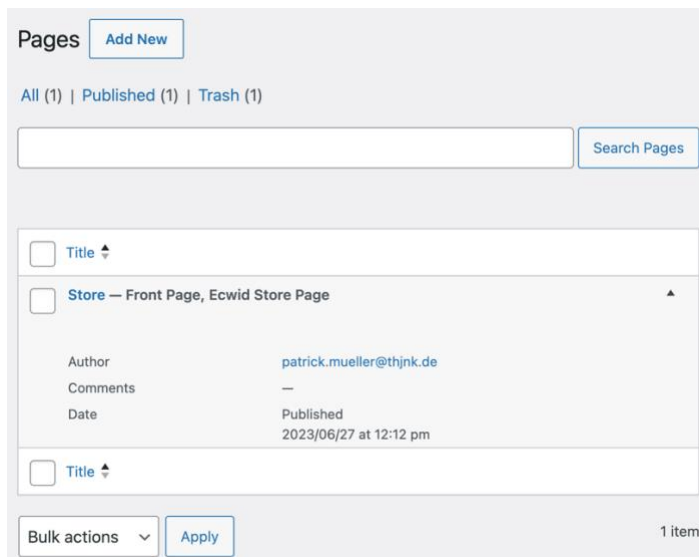 Pages Add New
All (1) | Published (1) | Trash (1)
Search Pages
Title
Store — Front Page, Ecwid Store Page
Author patrick.mueller@thjnk.de
Comments —
Date Published
2023/06/27 at 12:12 pm
Title
Bulk actions Apply 1 item